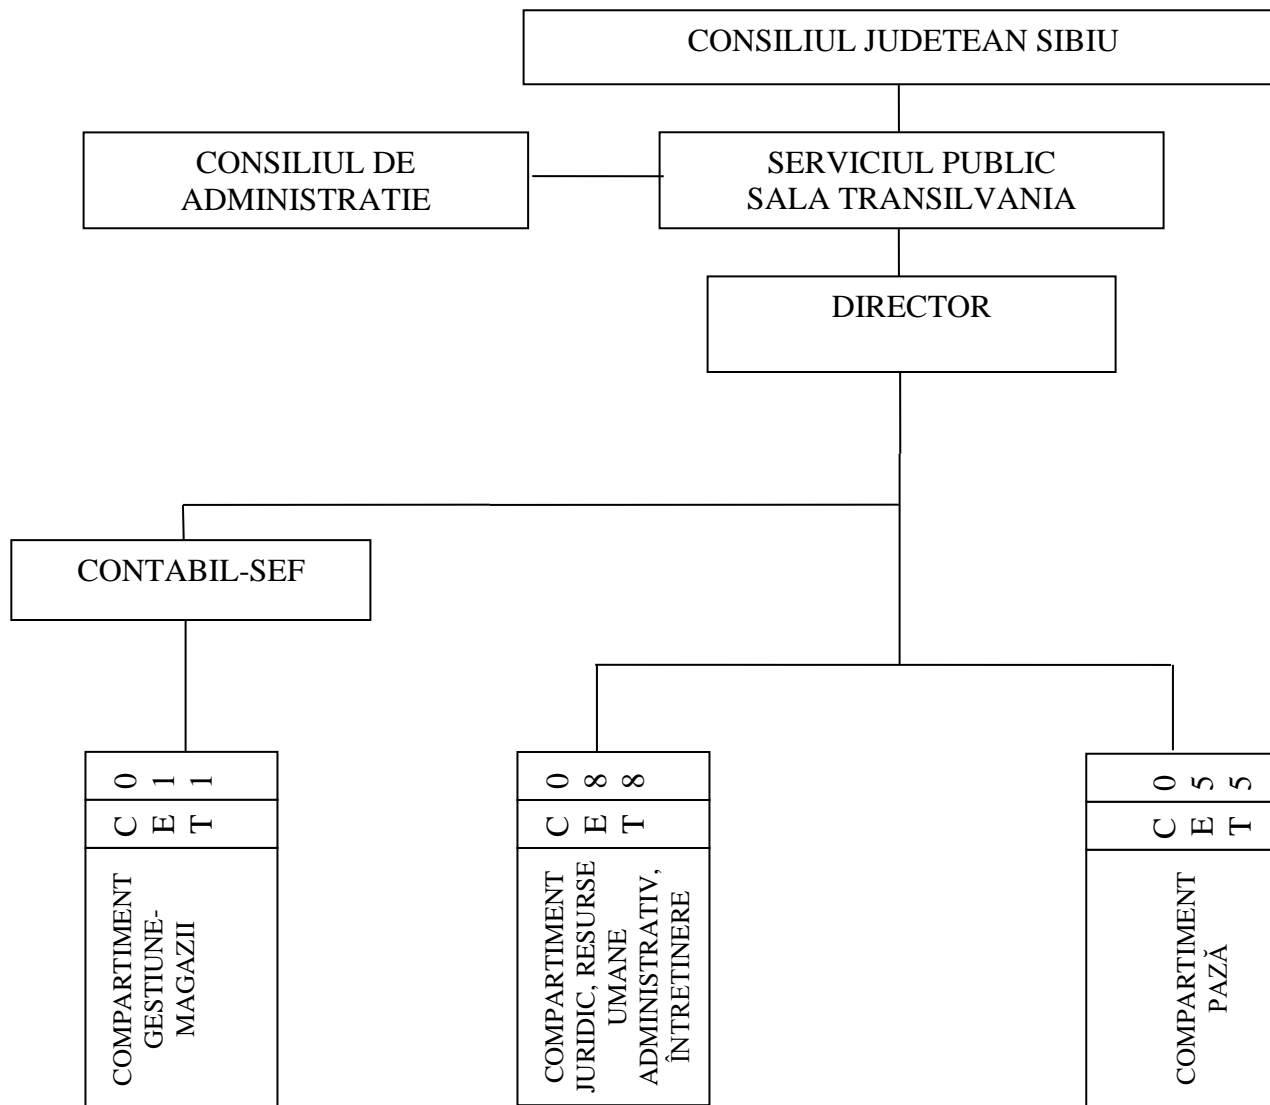 CONSILIUL JUDETEAN SIBIU
CONSILIUL DE
ADMINISTRATIE
SERVICIUL PUBLIC
SALA TRANSILVANIA
DIRECTOR
CONTABIL-SEF
C 0
E 1
T 1
COMPARTIMENT
GESTIUNE-
MAGAZII
C 0
E 8
T 8
COMPARTIMENT
JURIDIC, RESURSE
UMANE
ADMINISTRATIV,
ÎNTRETINERE
C 0
E 5
T 5
COMPARTIMENT
PAZĂ